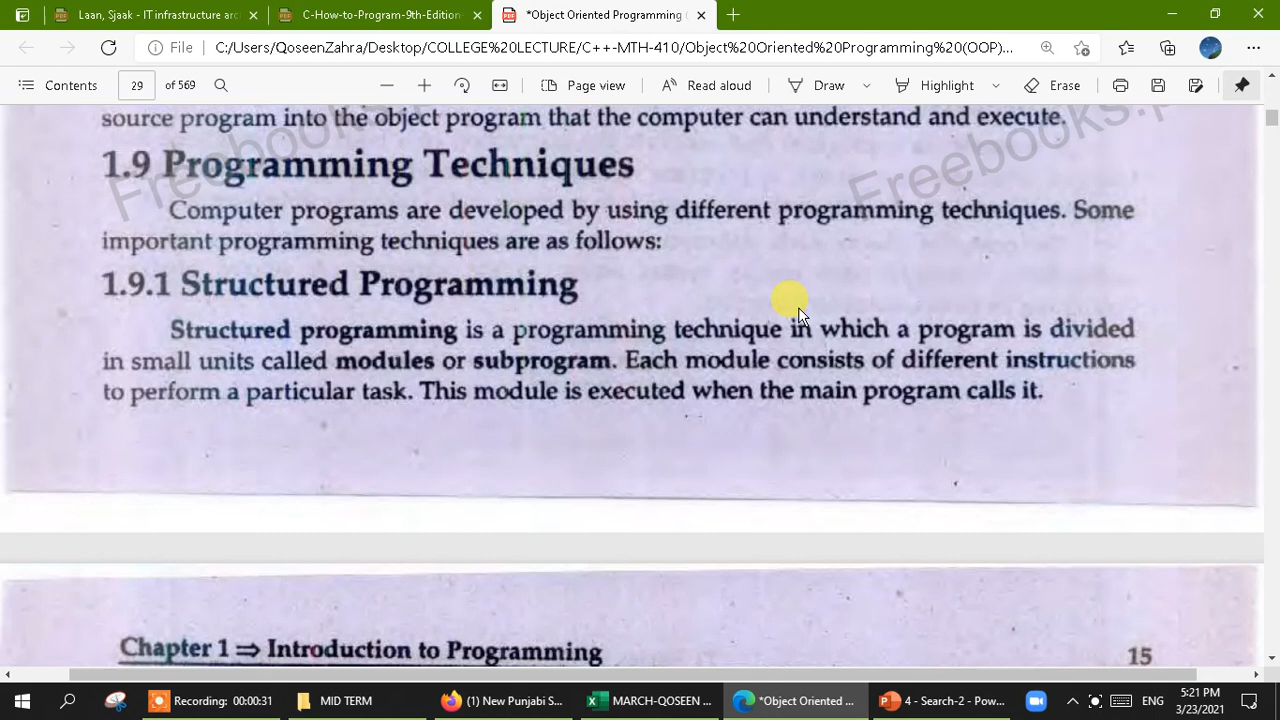 Laan, Sjaak - IT infrastructure arc
C-How-to-Program-9th-Edition-
*Object Oriented Programming (
File
C:/Users/QoseenZahra/Desktop/COLLEGE%20LECTURE/C++-MTH-410/Object%20Oriented%20Programming%20(OOP)...
Contents
29
of 569
Page view
Read aloud
Draw
Highlight
Erase
source program into the object program that the computer can understand and execute.
Freebooks.p
1.9 Programming Techniques
Computer programs are developed by using different programming techniques. Some
important programming techniques are as follows:
1.9.1 Structured Programming
Structured programming is a programming technique in which a program is divided
in small units called modules or subprogram. Each module consists of different instructions
to perform a particular task. This module is executed when the main program calls it.
Chapter 1 ⇒ Introduction to Programming
15
Recording: 00:00:31
MID TERM
(1) New Punjabi S...
MARCH-QOSEEN ...
*Object Oriented ...
4 - Search-2 - Pow...
ENG
5:21 PM
3/23/2021